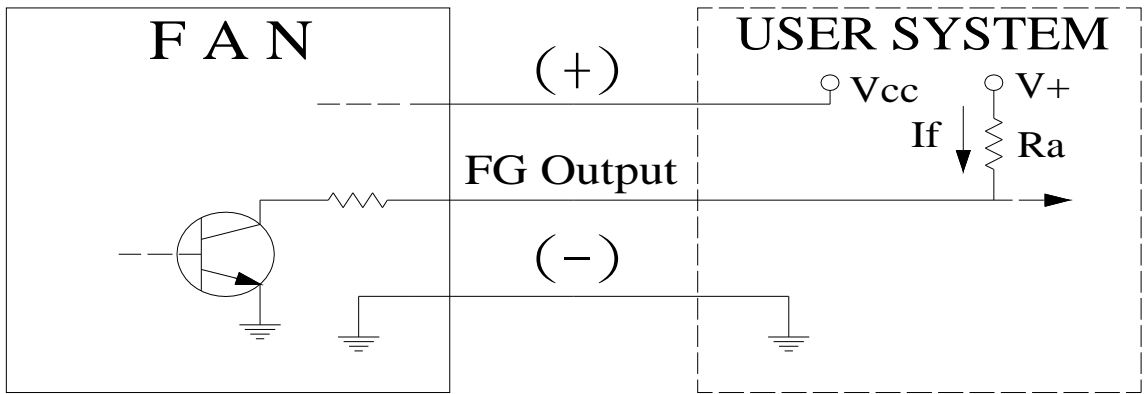 F A N
USER SYSTEM
(+)
Vcc
V+
If
Ra
FG Output
(-)